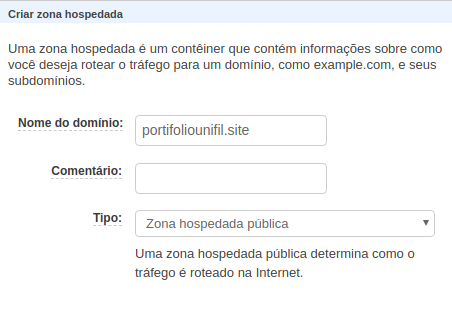 Criar zona hospedada
Uma zona hospedada é um contêiner que contém informações sobre como
você deseja rotear o tráfego para um domínio, como example.com, e seus
subdomínios.
Nome do domínio: portifoliounifil.site
Comentário:
Tipo: Zona hospedada pública
Uma zona hospedada pública determina como o
tráfego é roteado na Internet.